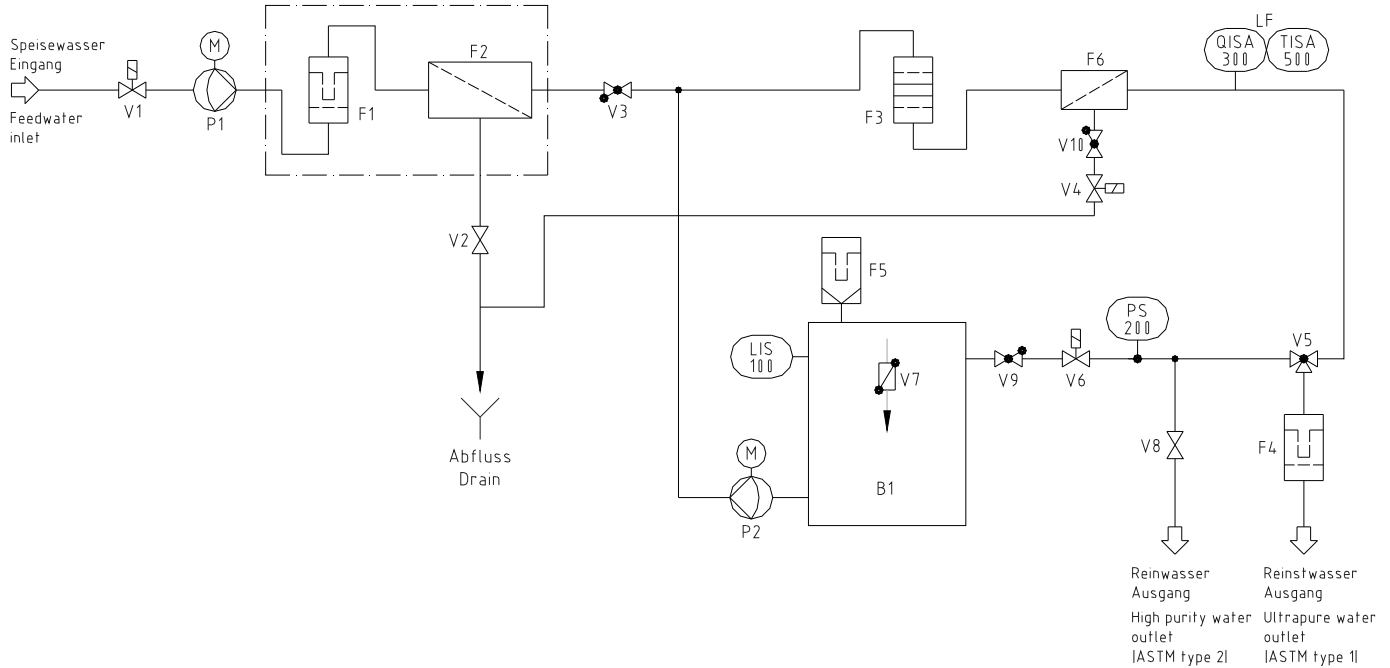 Speisewasser
Eingang
Feedwater
inlet
V1
M
P1
F1
F2
V3
F3
F6
LF
QISA
300
TISA
500
V10
V4
V2
F5
LIS
100
V7
V9
V6
PS
200
V5
M
P2
B1
V8
F4
Abfluss
Drain
Reinwasser
Ausgang
High purity water
outlet
|ASTM type 2|
Reinstwasser
Ausgang
Ultrapure water
outlet
|ASTM type 1|